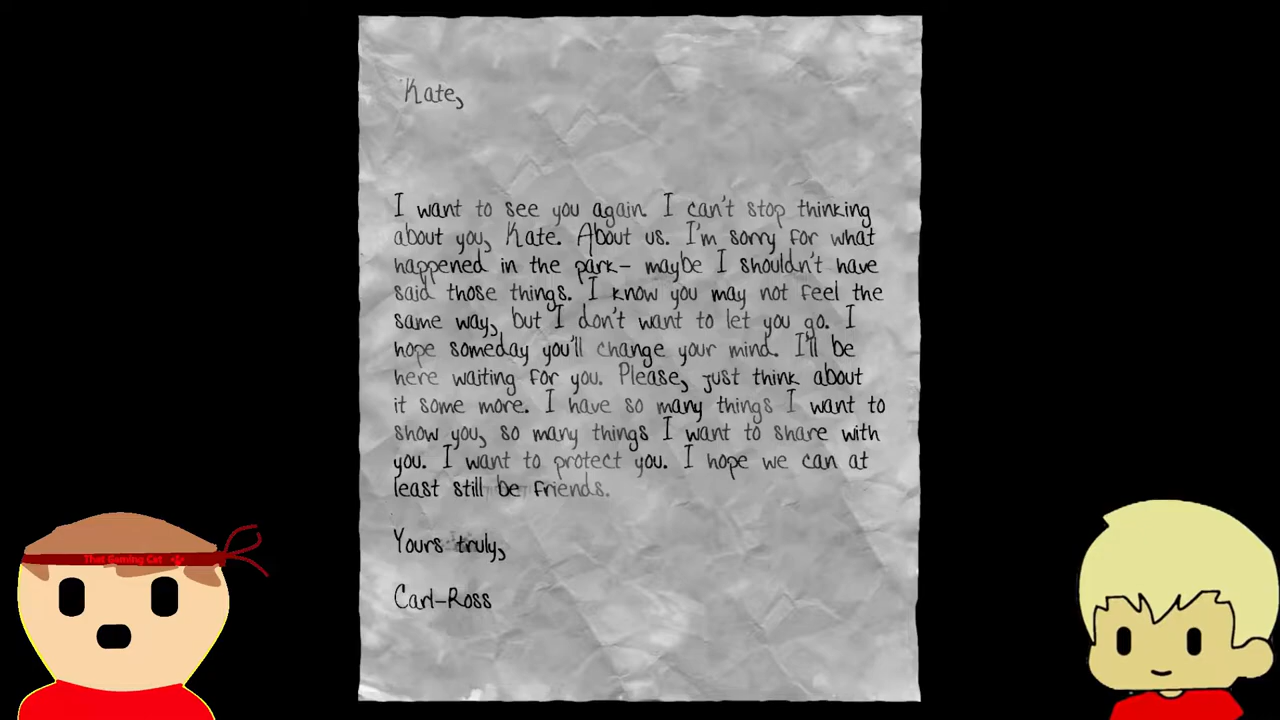 Kate,
I want to see you again. I can't stop thinking
about you, Kate. About us. I'm sorry for what
happened in the park- maybe I shouldn't have
said those things. I know you may not feel the
same way, but I don't want to let you go. I
hope someday you'll change your mind. I'll be
here waiting for you. Please, just think about
it some more. I have so many things I want to
show you, so many things I want to share with
you. I want to protect you. I hope we can at
least still be friends.
Yours truly,
Carl-Ross
That Gaming Cat